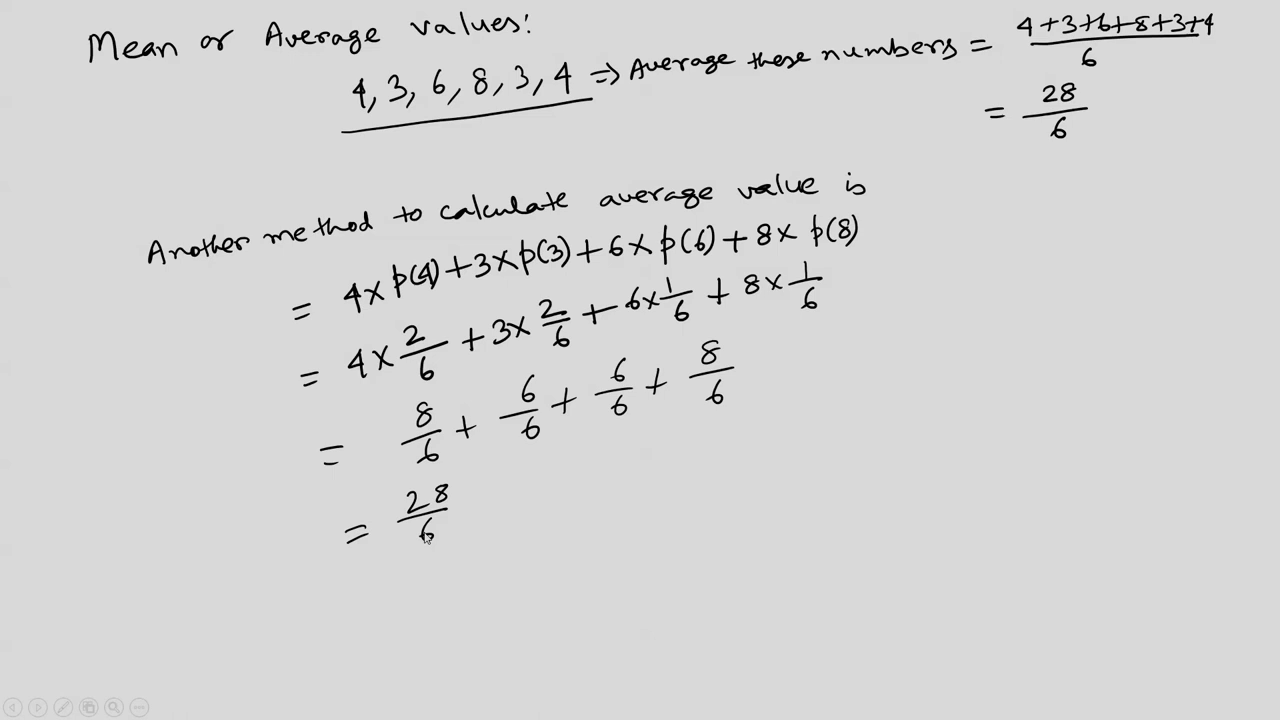 Mean or Average values:
4, 3, 6, 8, 3, 4 => Average these numbers = 4+3+6+8+3+4 / 6
= 28/6
Another method to calculate average value is
= 4 × p(4) + 3 × p(3) + 6 × p(6) + 8 × p(8)
= 4 × 2/6 + 3 × 2/6 + 6 × 1/6 + 8 × 1/6
= 8/6 + 6/6 + 6/6 + 8/6
= 28/6